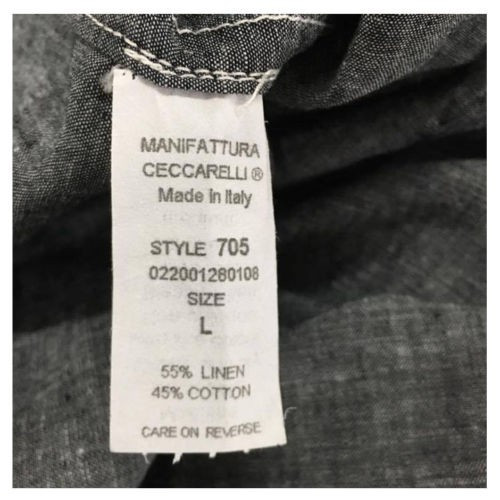 MANIFATTURA
CECCARELLI®
Made in Italy
STYLE 705
022001280108
SIZE
L
55% LINEN
45% COTTON
CARE ON REVERSE